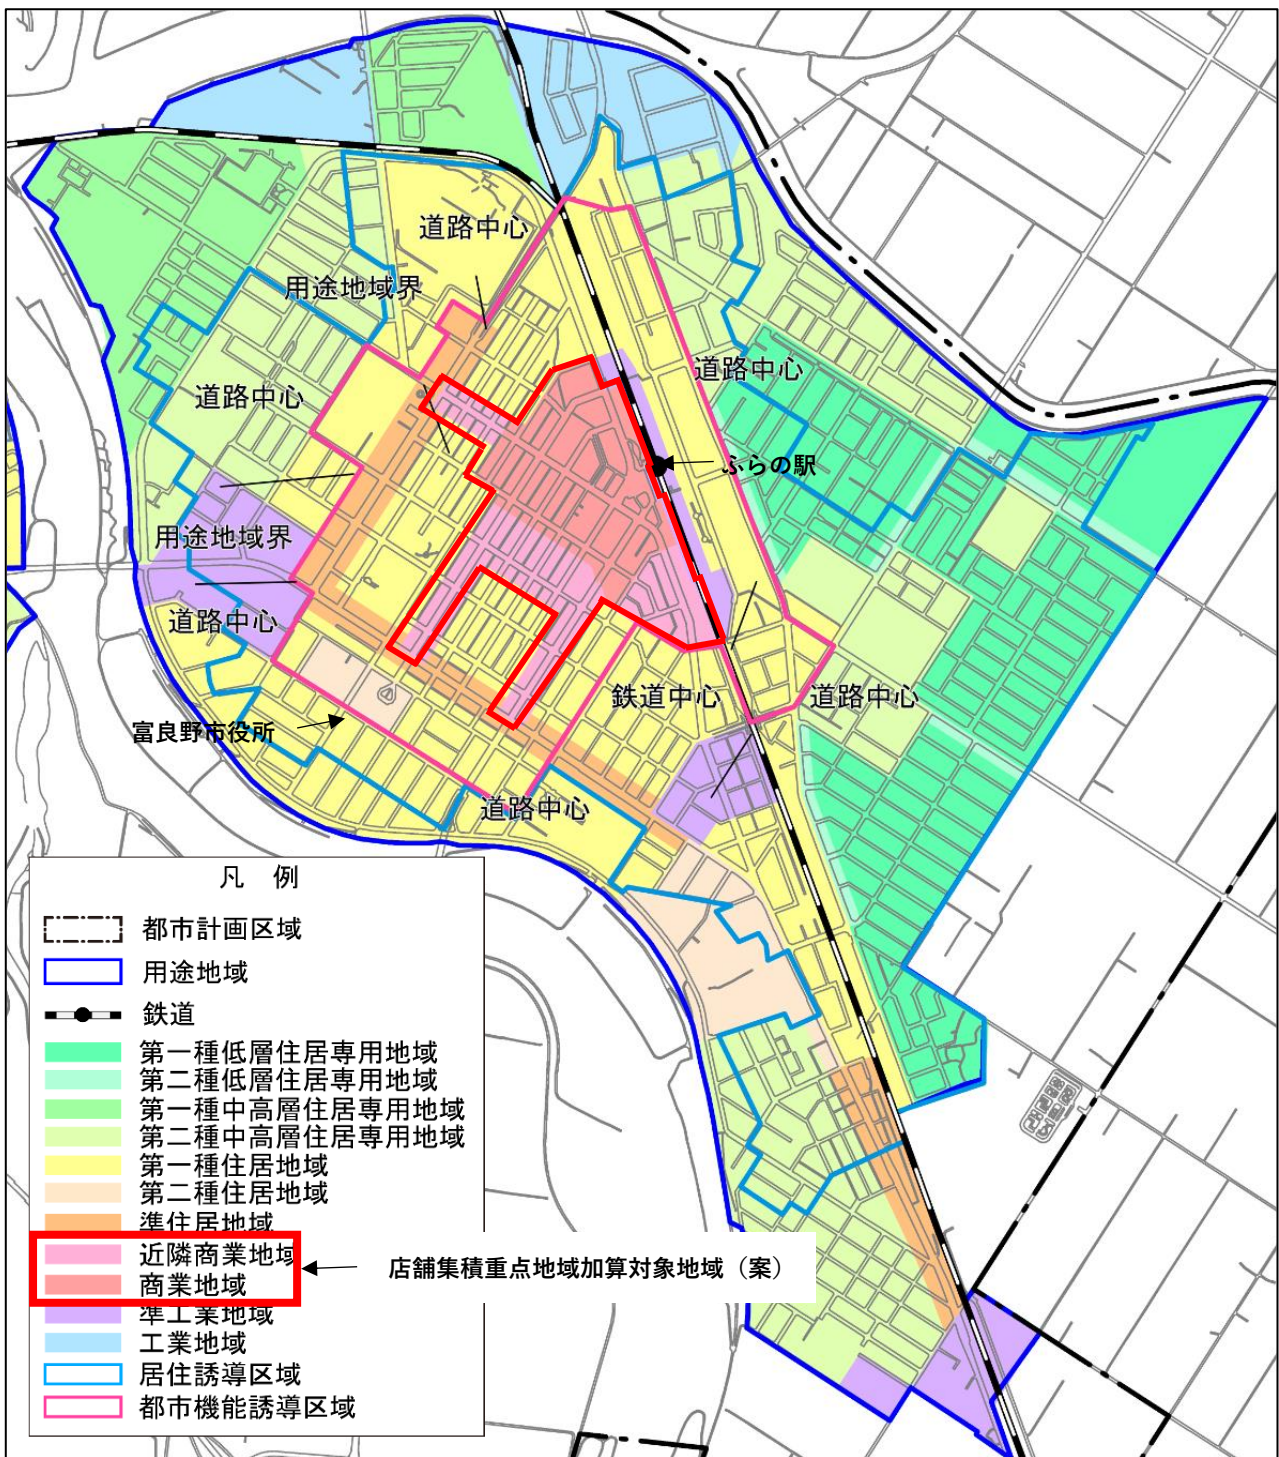 道路中心
用途地域界
道路中心
道路中心
ふらの駅
用途地域界
道路中心
鉄道中心
道路中心
富良野市役所
道路中心
凡 例
都市計画区域
用途地域
鉄道
第一種低層住居専用地域
第二種低層住居専用地域
第一種中高層住居専用地域
第二種中高層住居専用地域
第一種住居地域
第二種住居地域
準住居地域
近隣商業地域
店舗集積重点地域加算対象地域（案）
商業地域
準工業地域
工業地域
居住誘導区域
都市機能誘導区域